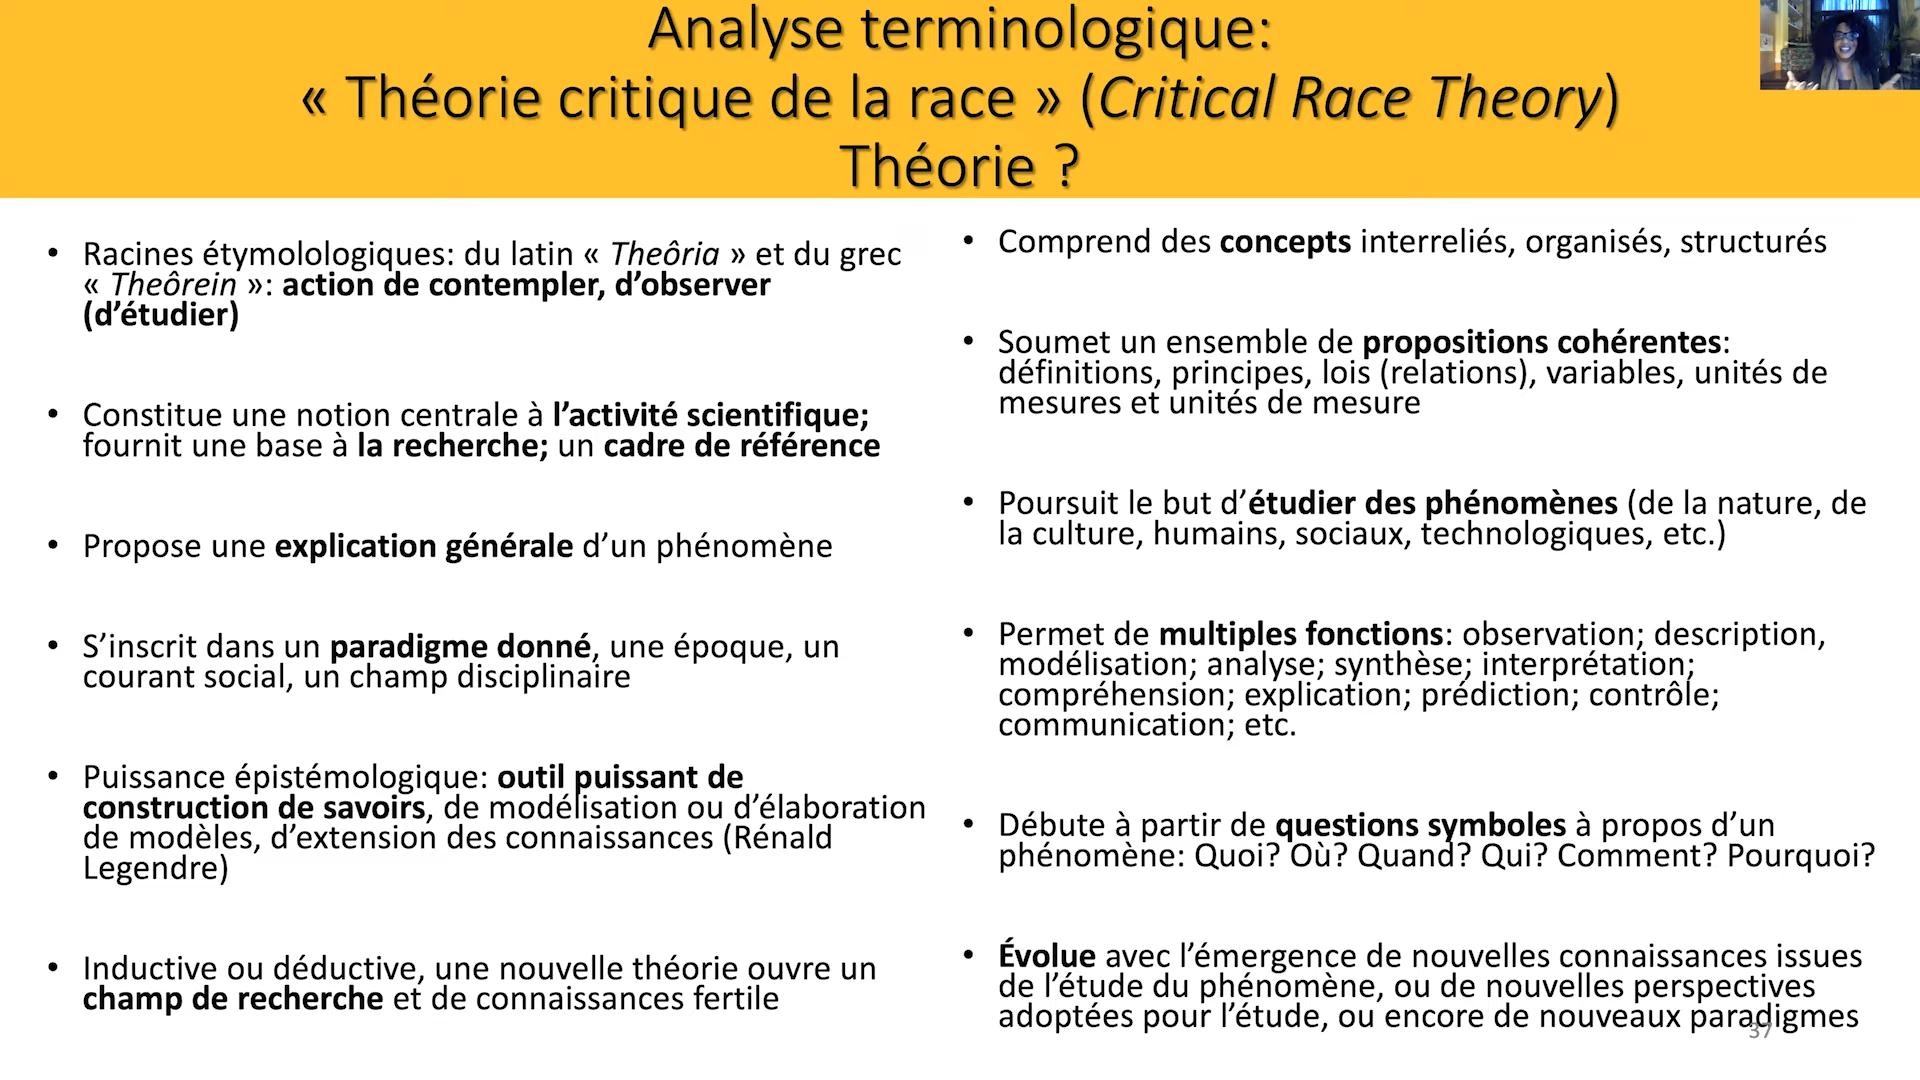 Analyse terminologique:
« Théorie critique de la race » (Critical Race Theory)
Théorie ?
• Racines étymolologiques: du latin « Theôria » et du grec
« Theôrein »: action de contempler, d’observer
(d’étudier)
• Constitue une notion centrale à l’activité scientifique;
fournit une base à la recherche; un cadre de référence
• Propose une explication générale d’un phénomène
• S’inscrit dans un paradigme donné, une époque, un
courant social, un champ disciplinaire
• Puissance épistémologique: outil puissant de
construction de savoirs, de modélisation ou d’élaboration
de modèles, d’extension des connaissances (Rénald
Legendre)
• Inductive ou déductive, une nouvelle théorie ouvre un
champ de recherche et de connaissances fertile
• Comprend des concepts interreliés, organisés, structurés
• Soumet un ensemble de propositions cohérentes:
définitions, principes, lois (relations), variables, unités de
mesures et unités de mesure
• Poursuit le but d’étudier des phénomènes (de la nature, de
la culture, humains, sociaux, technologiques, etc.)
• Permet de multiples fonctions: observation; description,
modélisation; analyse; synthèse; interprétation;
compréhension; explication; prédiction; contrôle;
communication; etc.
• Débute à partir de questions symboles à propos d’un
phénomène: Quoi? Où? Quand? Qui? Comment? Pourquoi?
• Évolue avec l’émergence de nouvelles connaissances issues
de l’étude du phénomène, ou de nouvelles perspectives
adoptées pour l’étude, ou encore de nouveaux paradigmes
37